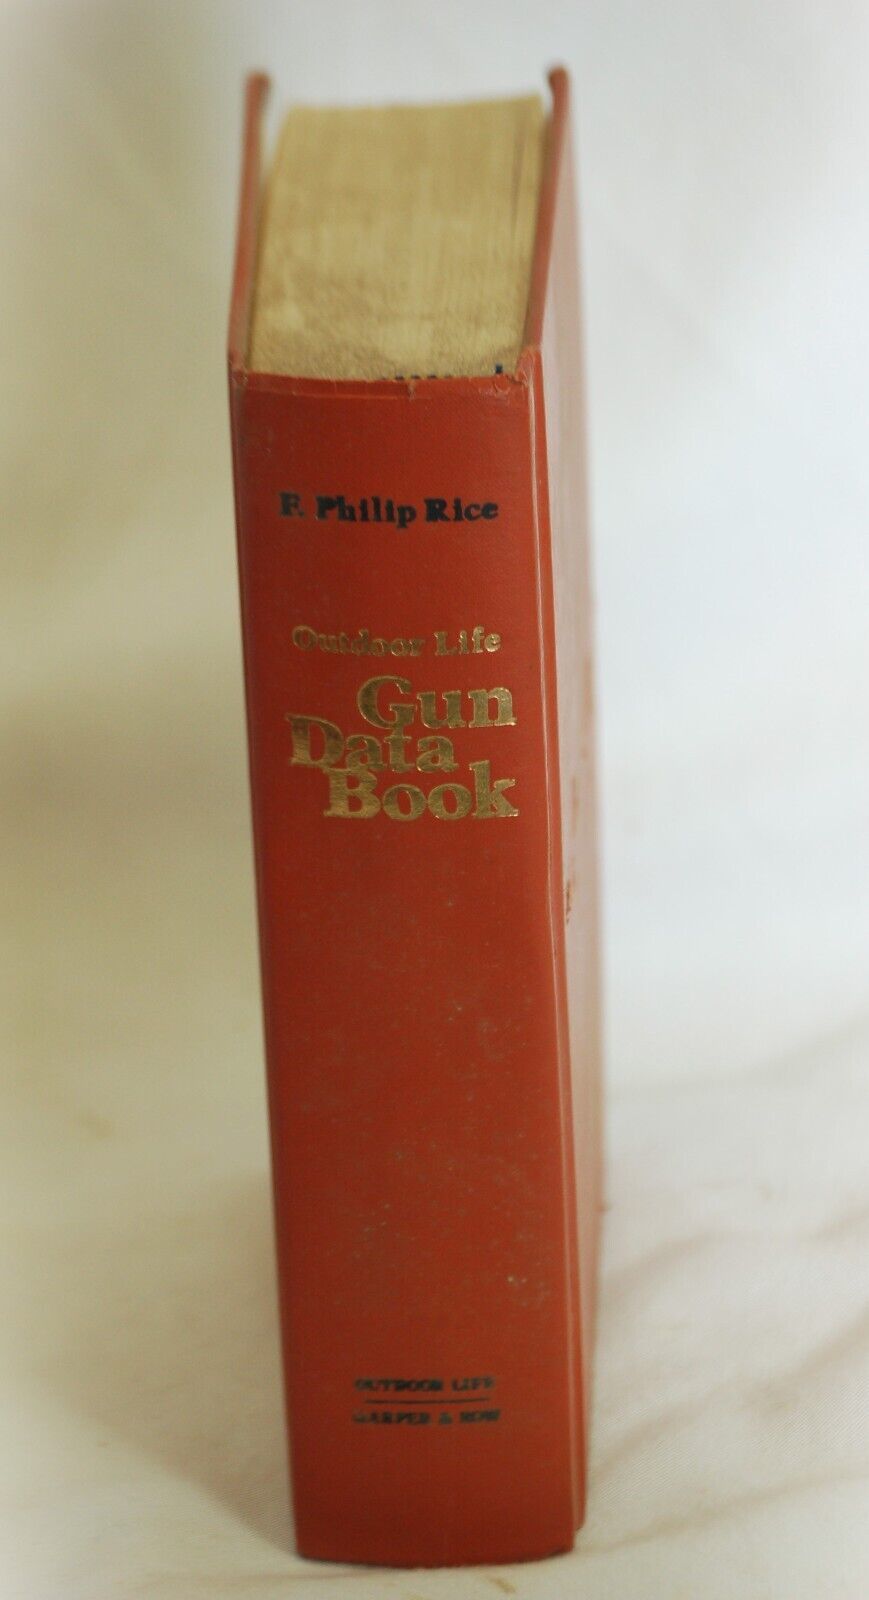 F. Philip Rice
Outdoor Life
Gun
Data
Book
OUTDOOR LIFE
HARPER & ROW